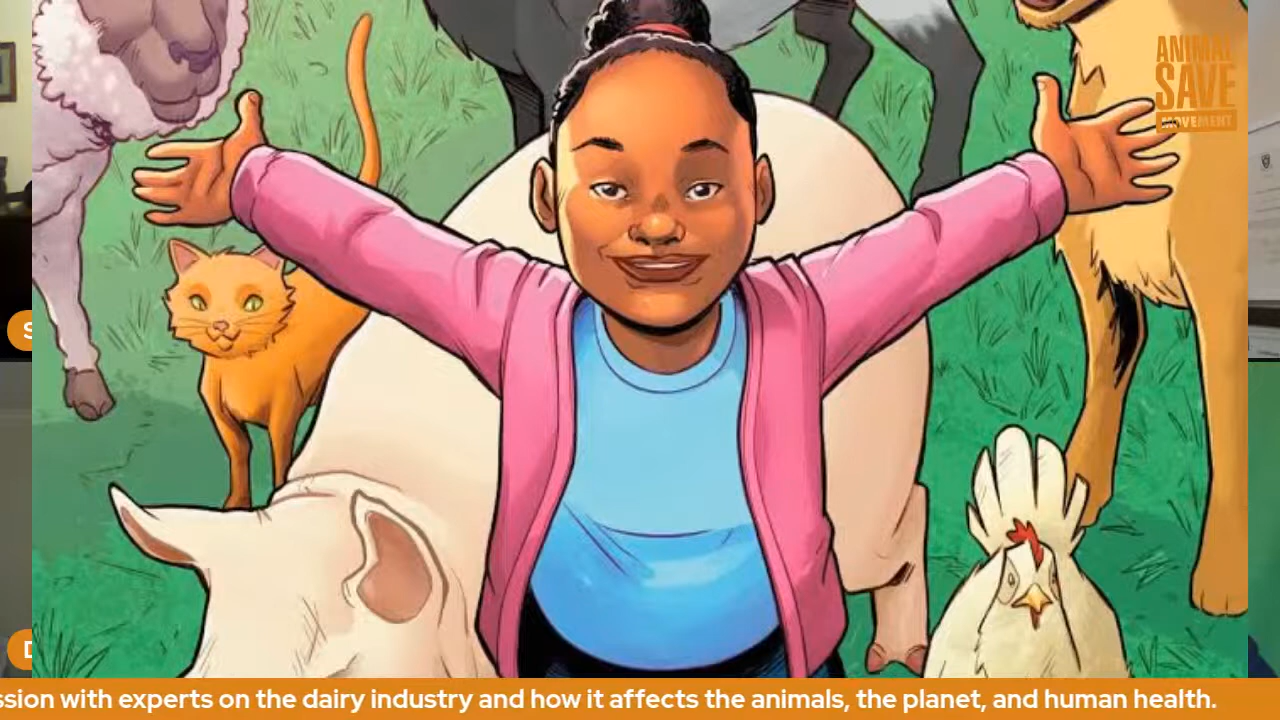 ANIMAL
SAVE
MOVEMENT
S
D
ssion with experts on the dairy industry and how it affects the animals, the planet, and human health.